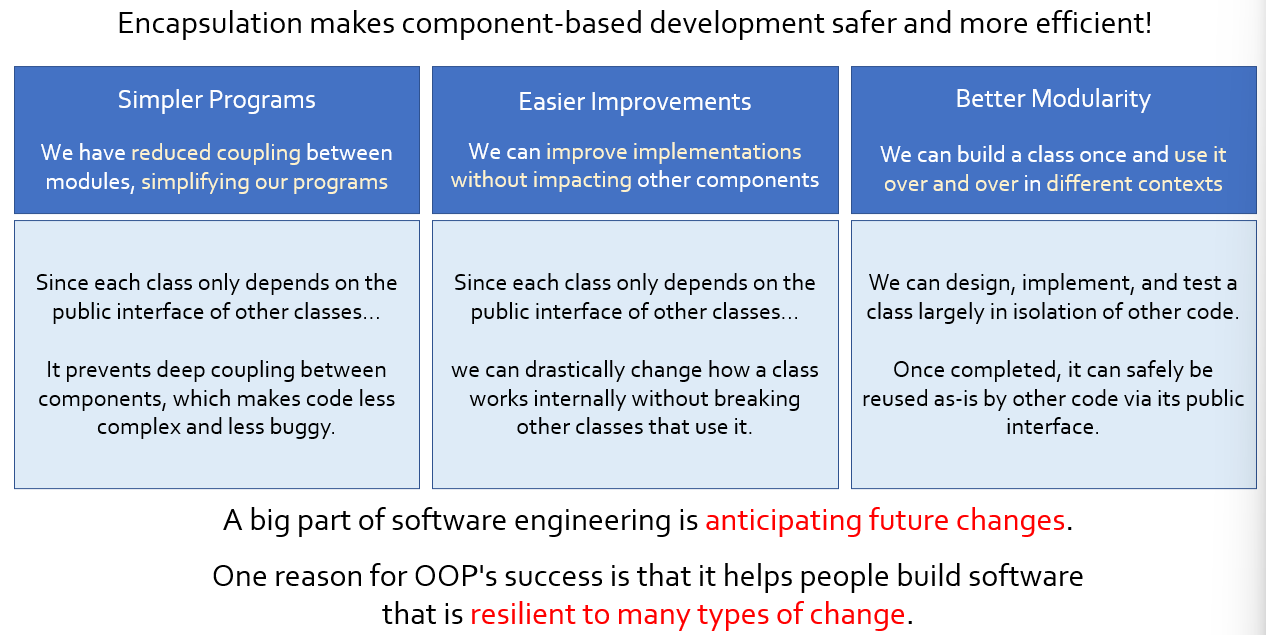 Encapsulation makes component-based development safer and more efficient!
Simpler Programs
We have reduced coupling between
modules, simplifying our programs
Since each class only depends on the
public interface of other classes...
It prevents deep coupling between
components, which makes code less
complex and less buggy.
Easier Improvements
We can improve implementations
without impacting other components
Since each class only depends on the
public interface of other classes...
we can drastically change how a class
works internally without breaking
other classes that use it.
Better Modularity
We can build a class once and use it
over and over in different contexts
We can design, implement, and test a
class largely in isolation of other code.
Once completed, it can safely be
reused as-is by other code via its public
interface.
A big part of software engineering is anticipating future changes.
One reason for OOP's success is that it helps people build software
that is resilient to many types of change.